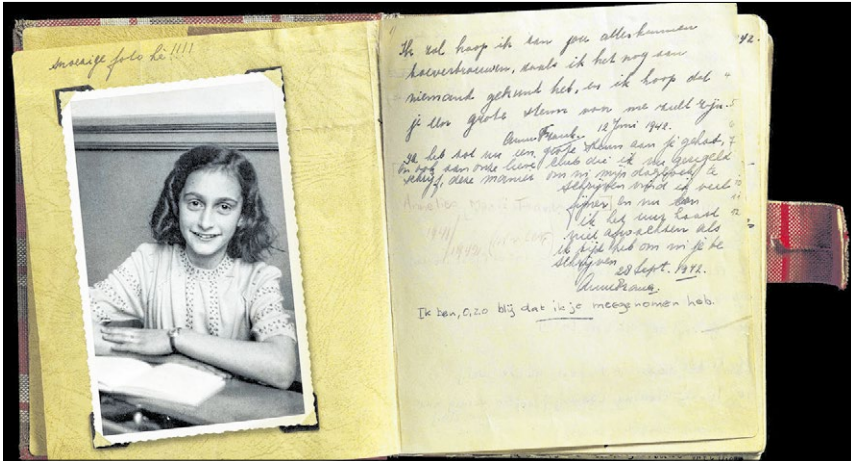 snoezige foto hè!!!!
Ik zal hoop ik aan jou alles kunnen
toevertrouwen, zoals ik het nog aan
niemand gekund heb, en ik hoop dat
je een grote steun van me zult zijn.
Anne Frank. 12 Juni 1942.
Ik heb tot nu een grote steun aan je gehad,
en ook aan onze lieve club die ik nu geregeld
schrijf, deze manier om in mijn dagboek te
schrijven vind ik veel
fijner en nu kan
ik het uur haast
niet afwachten als
ik tijd heb om in je te
schrijven.
28 Sept. 1942.
Anne Frank.
Ik ben, o, zo blij dat ik je meegenomen heb.